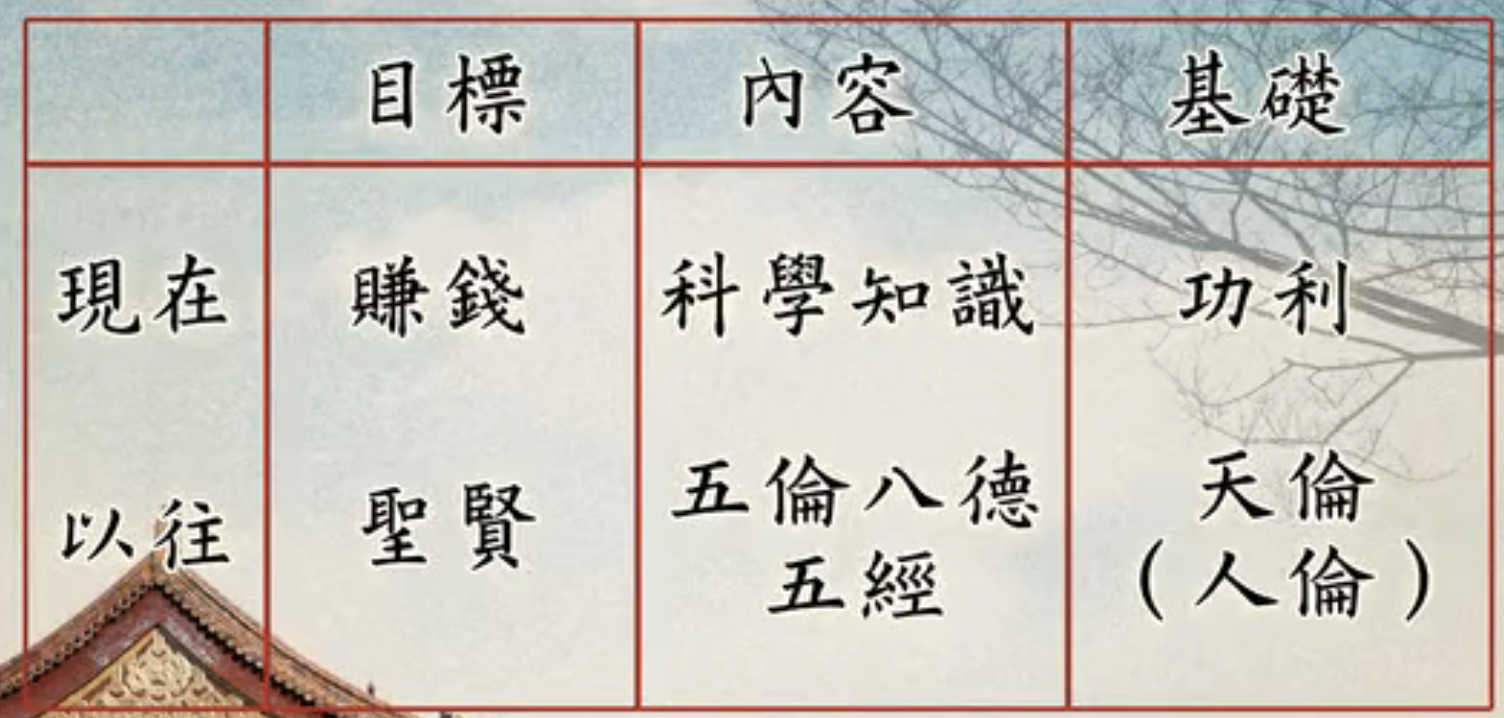 目標 內容 基礎
現在 賺錢 科學知識 功利
以往 聖賢 五倫八德 天倫
五經 (人倫)